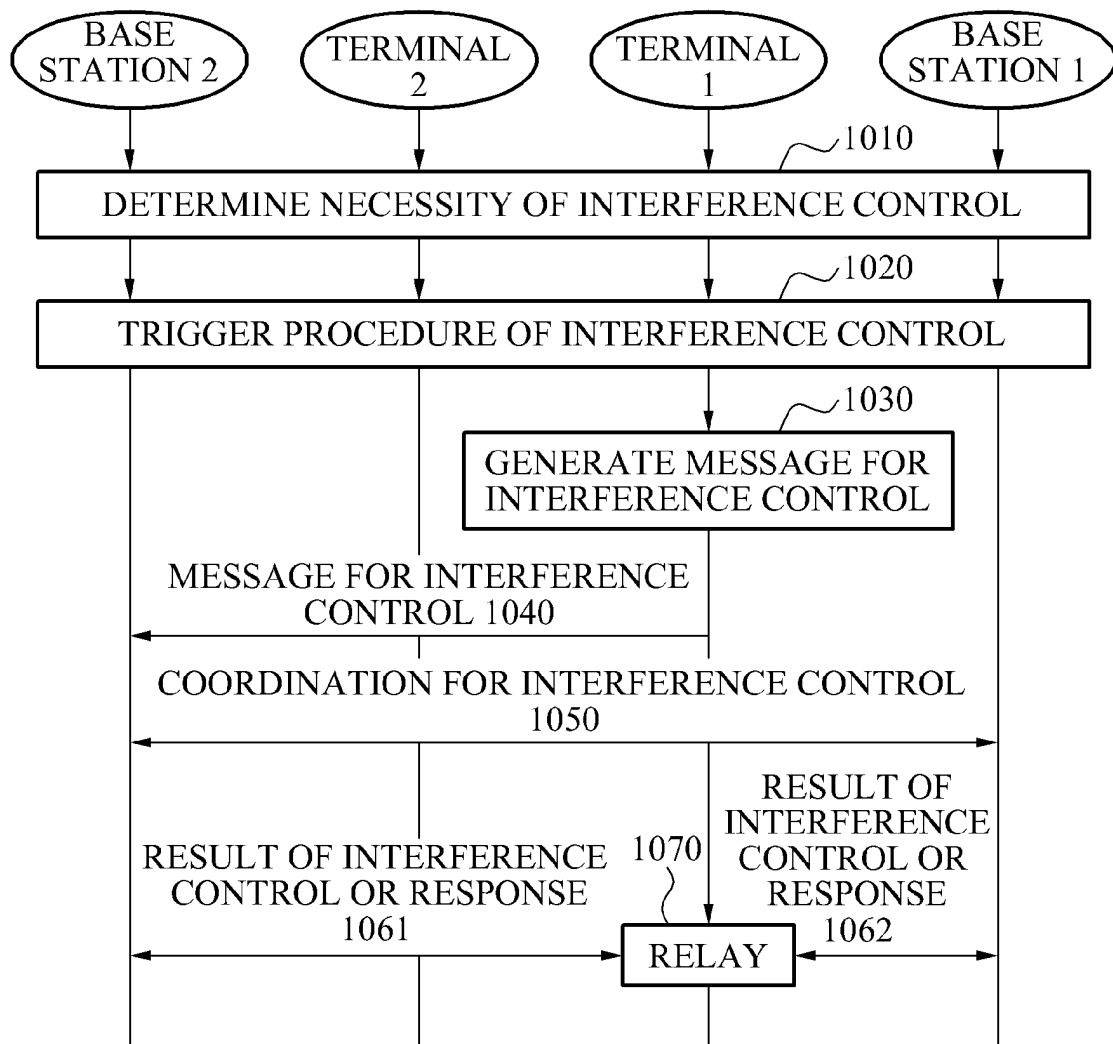 BASE
STATION 2
TERMINAL
2
TERMINAL
1
BASE
STATION 1
1010
DETERMINE NECESSITY OF INTERFERENCE CONTROL
1020
TRIGGER PROCEDURE OF INTERFERENCE CONTROL
1030
GENERATE MESSAGE FOR
INTERFERENCE CONTROL
MESSAGE FOR INTERFERENCE
CONTROL 1040
COORDINATION FOR INTERFERENCE CONTROL
1050
RESULT OF INTERFERENCE
CONTROL OR RESPONSE
1061
1070
RELAY
RESULT OF
INTERFERENCE
CONTROL OR
RESPONSE
1062